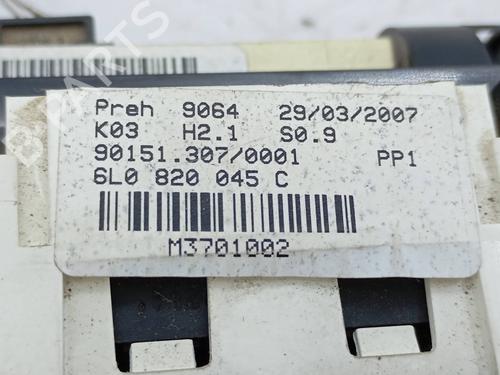 Preh 9064 29/03/2007
K03 H2.1 S0.9
90151.307/0001 PP1
6L0 820 045 C
M3701002